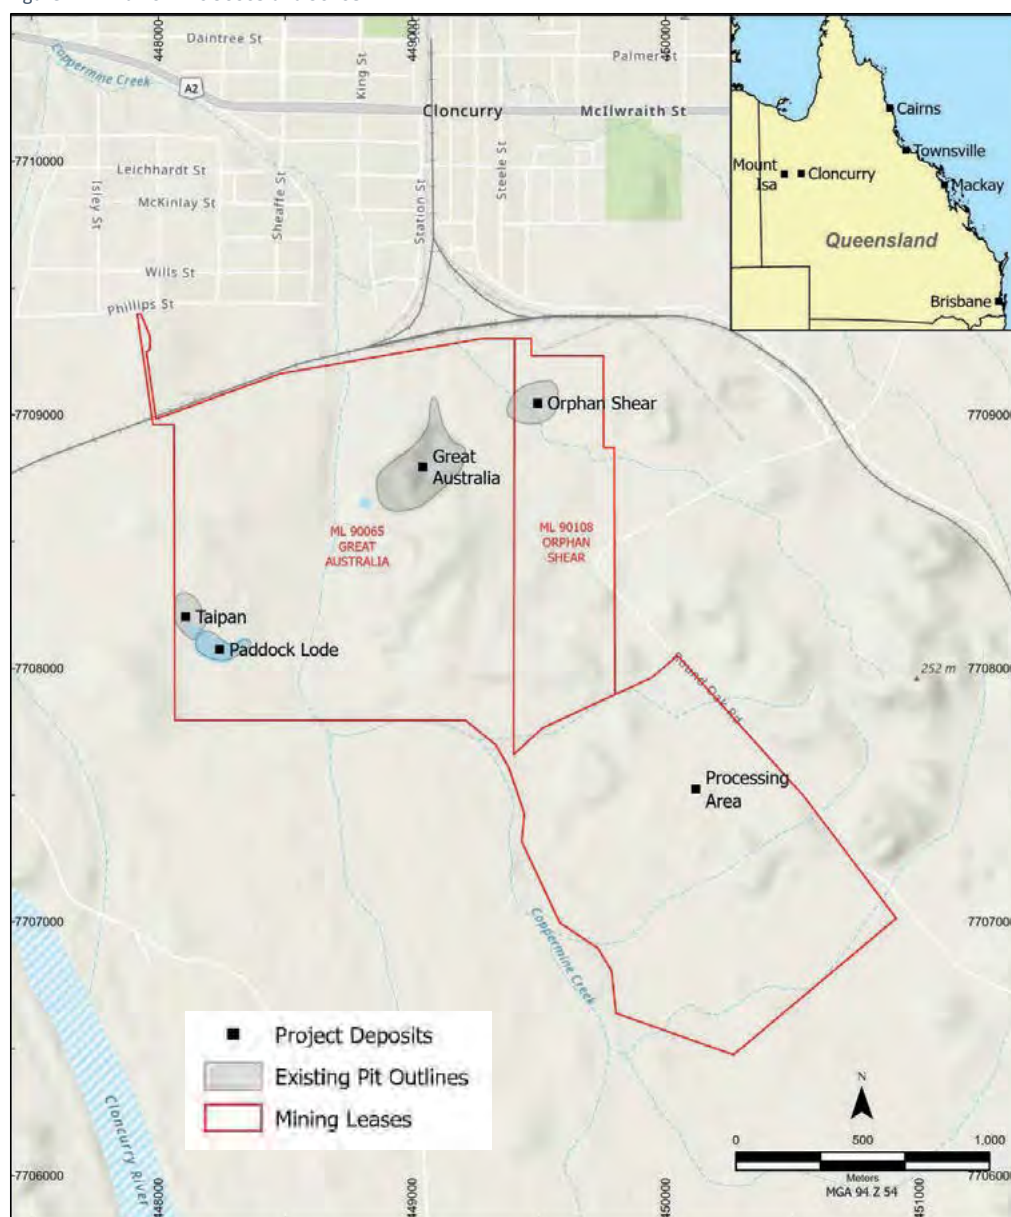 448000
449000
450000
Daintree St
Coppermine Creek
A2
King St
Palmer St
Cloncurry
McIlwraith St
7710000
Leichhardt St
McKinlay St
Isley St
Sheaffe St
Station St
Steele St
Wills St
Phillips St
Cairns
Townsville
Mount
Isa
Cloncurry
Mackay
Queensland
Brisbane
7709000
7709000
Orphan Shear
Great
Australia
ML 90065
GREAT
AUSTRALIA
ML 90108
ORPHAN
SHEAR
Taipan
Paddock Lode
7708000
7708000
Round Oak Rd
252 m
Processing
Area
7707000
7707000
Coppermine Creek
Cloncurry River
Project Deposits
Existing Pit Outlines
Mining Leases
N
0 500 1,000
Meters
MGA 94 Z 54
7706000
7706000
448000
449000
450000
451000